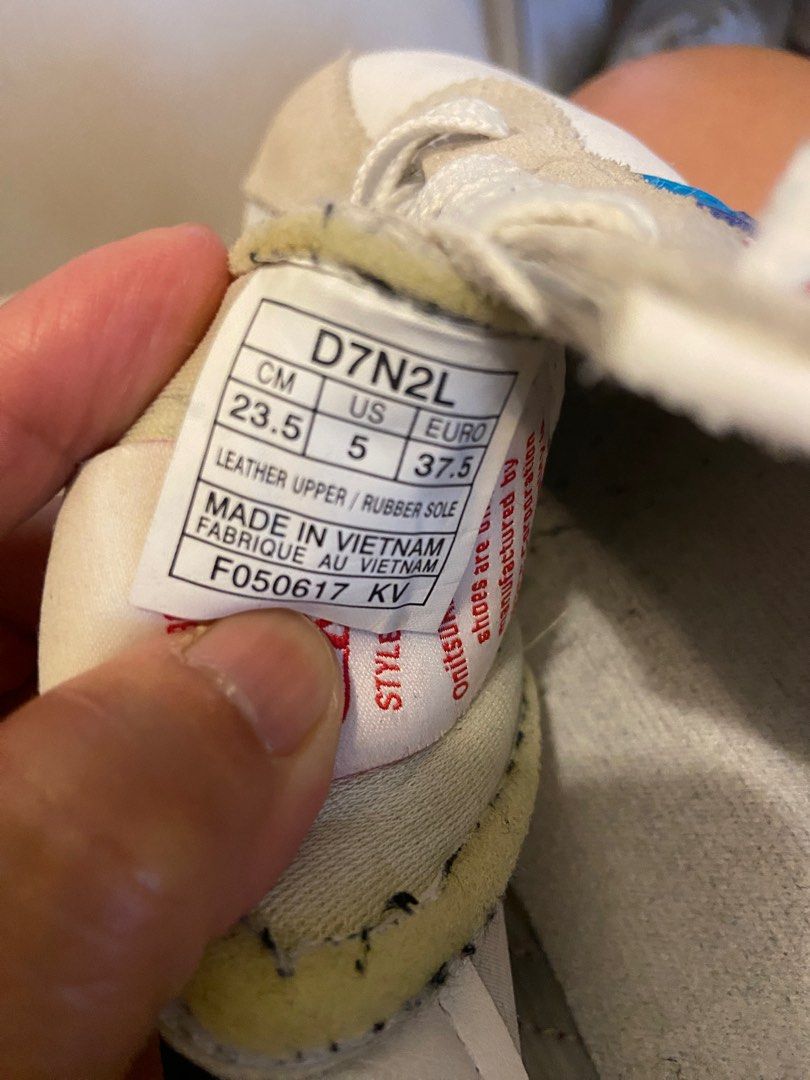 D7N2L
CM US EURO
23.5 5 37.5
LEATHER UPPER / RUBBER SOLE
MADE IN VIETNAM
FABRIQUE AU VIETNAM
F050617 KV
STYLE
shoes are
manufactured by